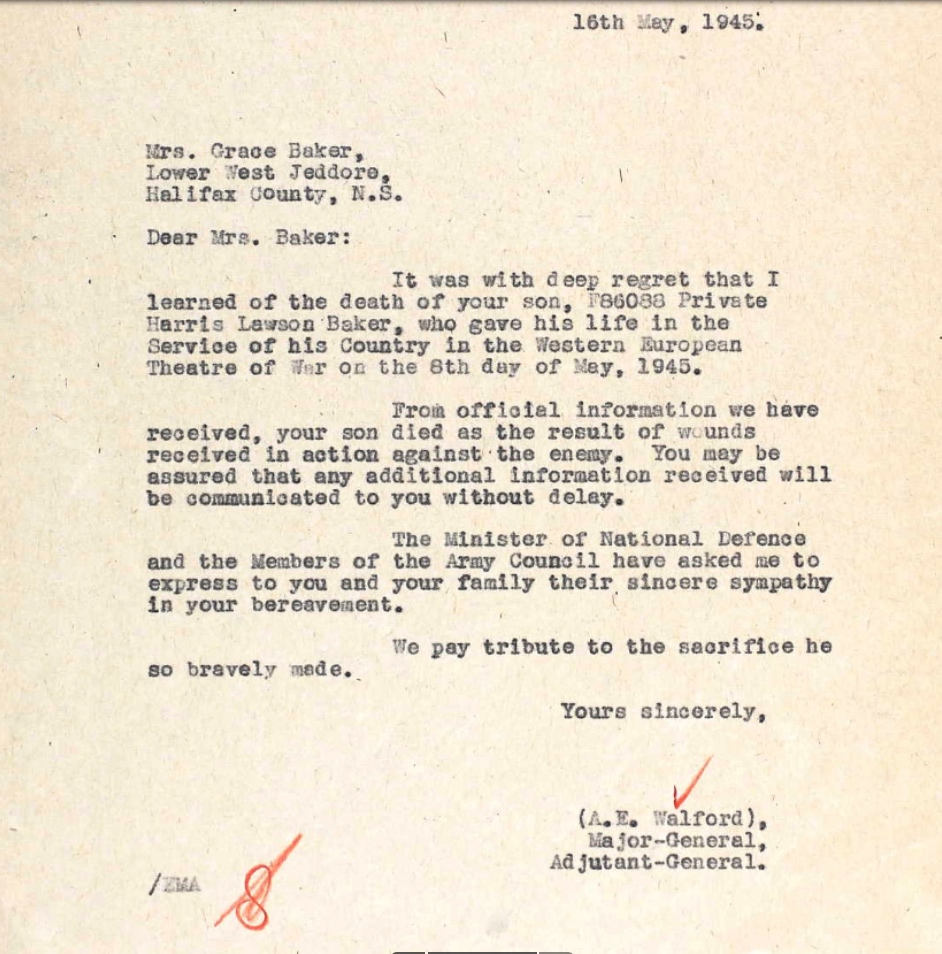 16th May, 1945.
Mrs. Grace Baker,
Lower West Jeddore,
Halifax County, N.S.
Dear Mrs. Baker:
It was with deep regret that I
learned of the death of your son, F86088 Private
Harris Lawson Baker, who gave his life in the
Service of his Country in the Western European
Theatre of War on the 8th day of May, 1945.
From official information we have
received, your son died as the result of wounds
received in action against the enemy. You may be
assured that any additional information received will
be communicated to you without delay.
The Minister of National Defence
and the Members of the Army Council have asked me to
express to you and your family their sincere sympathy
in your bereavement.
We pay tribute to the sacrifice he
so bravely made.
Yours sincerely,
(A.E. Walford),
Major-General,
Adjutant-General.
/ZMA
8